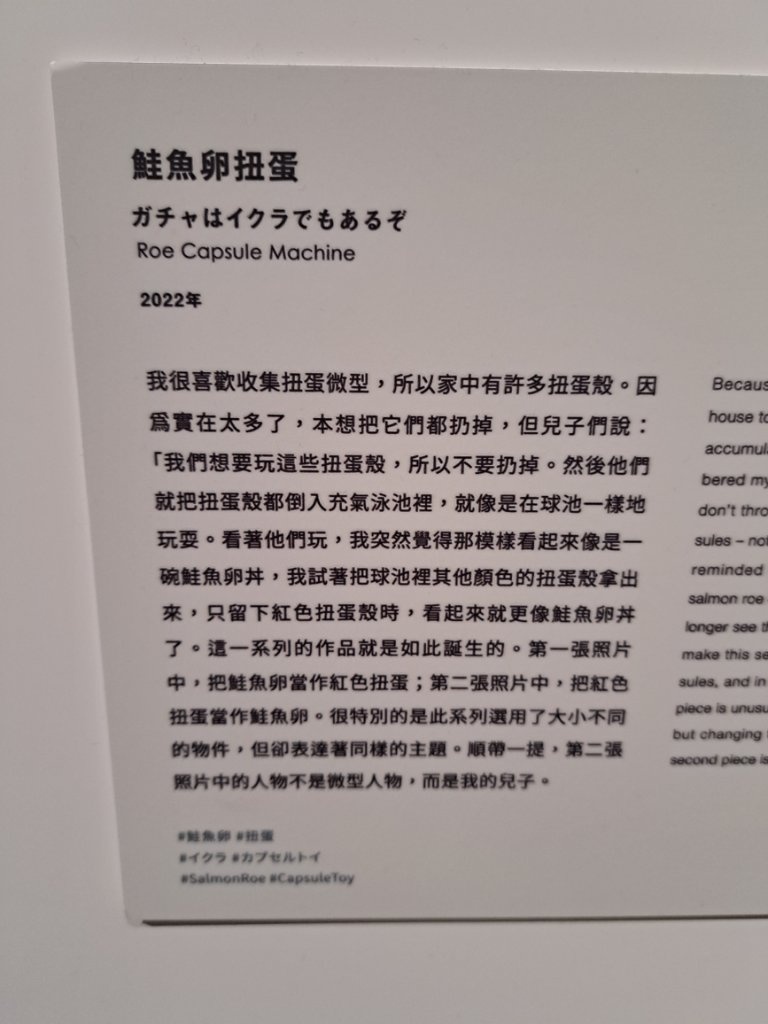 鮭魚卵扭蛋
ガチャはイクラでもあるぞ
Roe Capsule Machine
2022年
我很喜歡收集扭蛋微型，所以家中有許多扭蛋殼。因
為實在太多了，本想把它們都扔掉，但兒子們說：
「我們想要玩這些扭蛋殼，所以不要扔掉。然後他們
就把扭蛋殼都倒入充氣泳池裡，就像是在球池一樣地
玩耍。看著他們玩，我突然覺得那模樣看起來像是一
碗鮭魚卵丼，我試著把球池裡其他顏色的扭蛋殼拿出
來，只留下紅色扭蛋殼時，看起來就更像鮭魚卵丼
了。這一系列的作品就是如此誕生的。第一張照片
中，把鮭魚卵當作紅色扭蛋；第二張照片中，把紅色
扭蛋當作鮭魚卵。很特別的是此系列選用了大小不同
的物件，但卻表達著同樣的主題。順帶一提，第二張
照片中的人物不是微型人物，而是我的兒子。
#鮭魚卵 #扭蛋
#イクラ #カプセルトイ
#SalmonRoe #CapsuleToy
Becaus
house to
accumul
bered my
don't thro
sules – not
reminded
salmon roe
longer see th
make this se
sules, and in
piece is unusu
but changing
second piece is